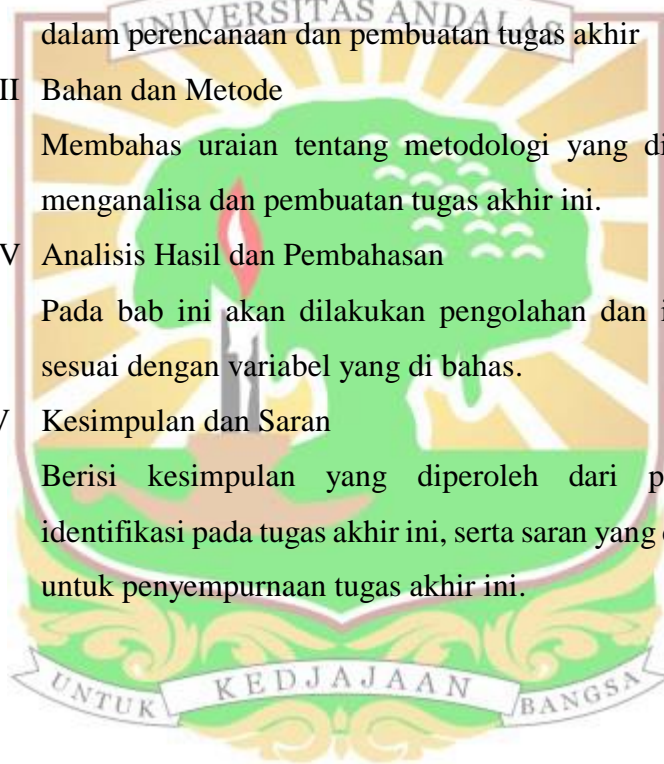 UNIVERSITAS ANDALAS
dalam perencanaan dan pembuatan tugas akhir
II Bahan dan Metode
Membahas uraian tentang metodologi yang di
menganalisa dan pembuatan tugas akhir ini.
V Analisis Hasil dan Pembahasan
Pada bab ini akan dilakukan pengolahan dan i
sesuai dengan variabel yang di bahas.
V Kesimpulan dan Saran
Berisi kesimpulan yang diperoleh dari p
identifikasi pada tugas akhir ini, serta saran yang
untuk penyempurnaan tugas akhir ini.
UNTUK KEDJAJAAN BANGSA